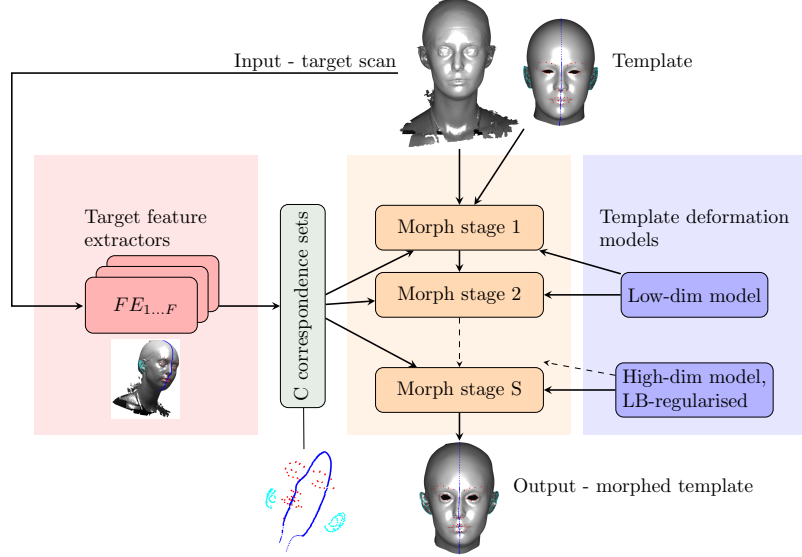 Input - target scan
Template
Target feature
extractors
FE₁...F
C correspondence sets
Morph stage 1
Morph stage 2
Morph stage S
Template deformation
models
Low-dim model
High-dim model,
LB-regularised
Output - morphed template